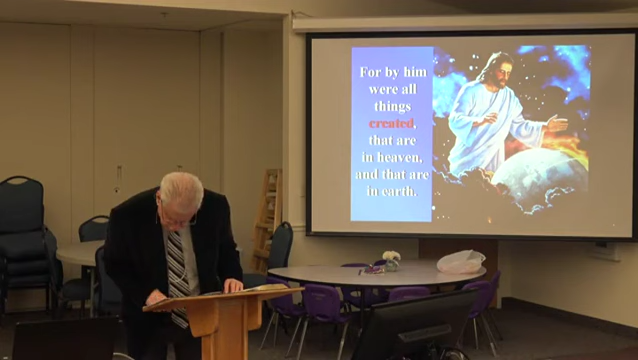 For by him
were all
things
created,
that are
in heaven,
and that are
in earth.